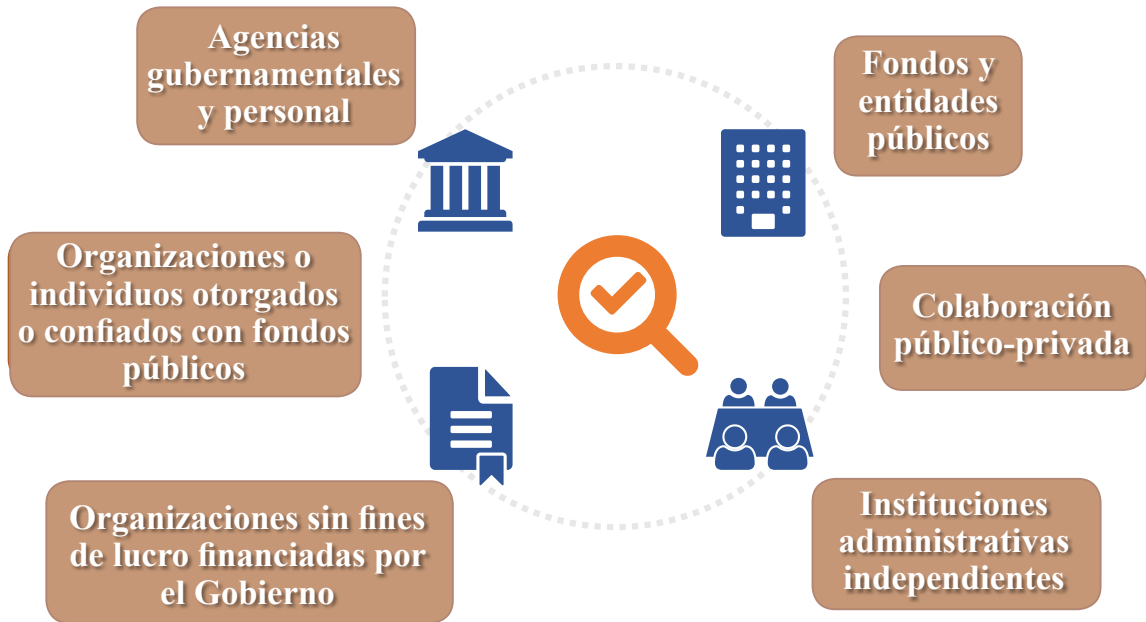 Agencias
gubernamentales
y personal
Fondos y
entidades
públicos
Organizaciones o
individuos otorgados
o confiados con fondos
públicos
Colaboración
público-privada
Organizaciones sin fines
de lucro financiadas por
el Gobierno
Instituciones
administrativas
independientes